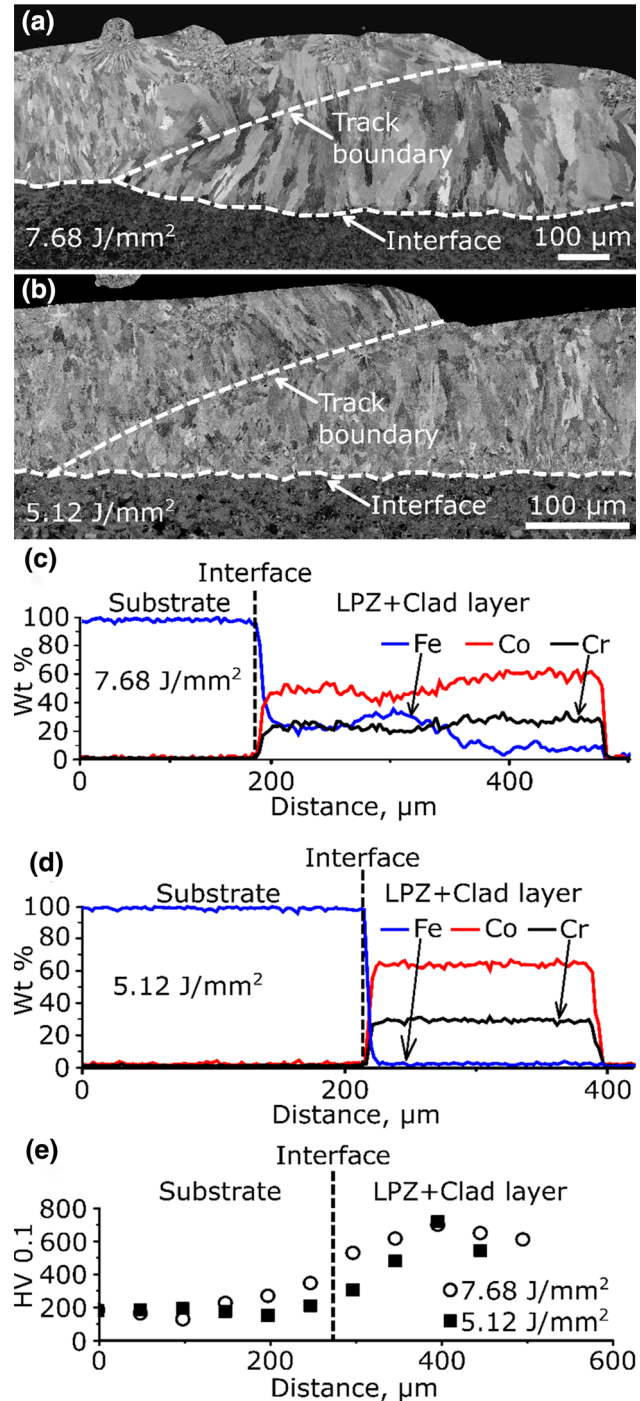 (a)
Track
boundary
Interface
7.68 J/mm²
100 µm
(b)
Track
boundary
Interface
5.12 J/mm²
100 µm
(c)
Interface
Substrate
LPZ+Clad layer
Fe Co Cr
7.68 J/mm²
Wt %
100
80
60
40
20
0
0 200 400
Distance, µm
(d)
Interface
Substrate
LPZ+Clad layer
Fe Co Cr
5.12 J/mm²
Wt %
100
80
60
40
20
0
0 200 400
Distance, µm
(e)
Interface
Substrate
LPZ+Clad layer
HV 0.1
800
600
400
200
0
7.68 J/mm²
5.12 J/mm²
0 200 400 600
Distance, µm